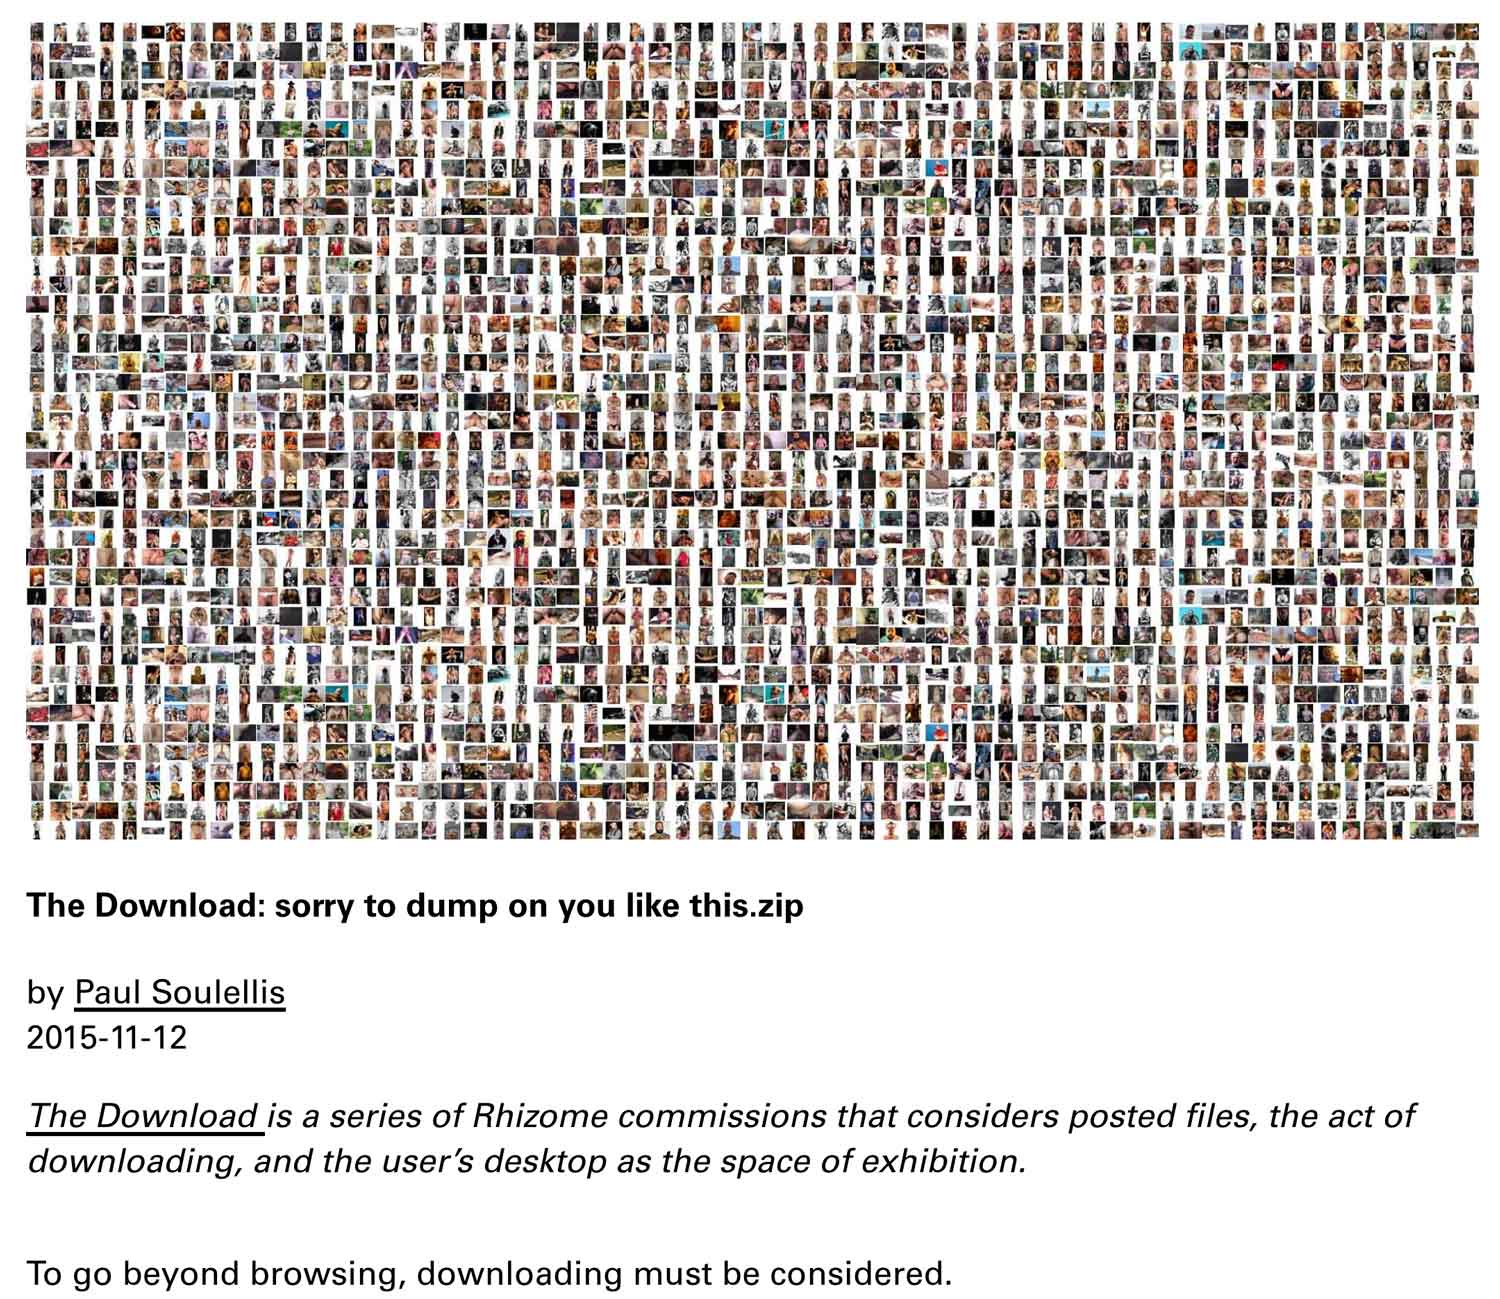 The Download: sorry to dump on you like this.zip
by Paul Soulellis
2015-11-12
The Download is a series of Rhizome commissions that considers posted files, the act of
downloading, and the user’s desktop as the space of exhibition.
To go beyond browsing, downloading must be considered.